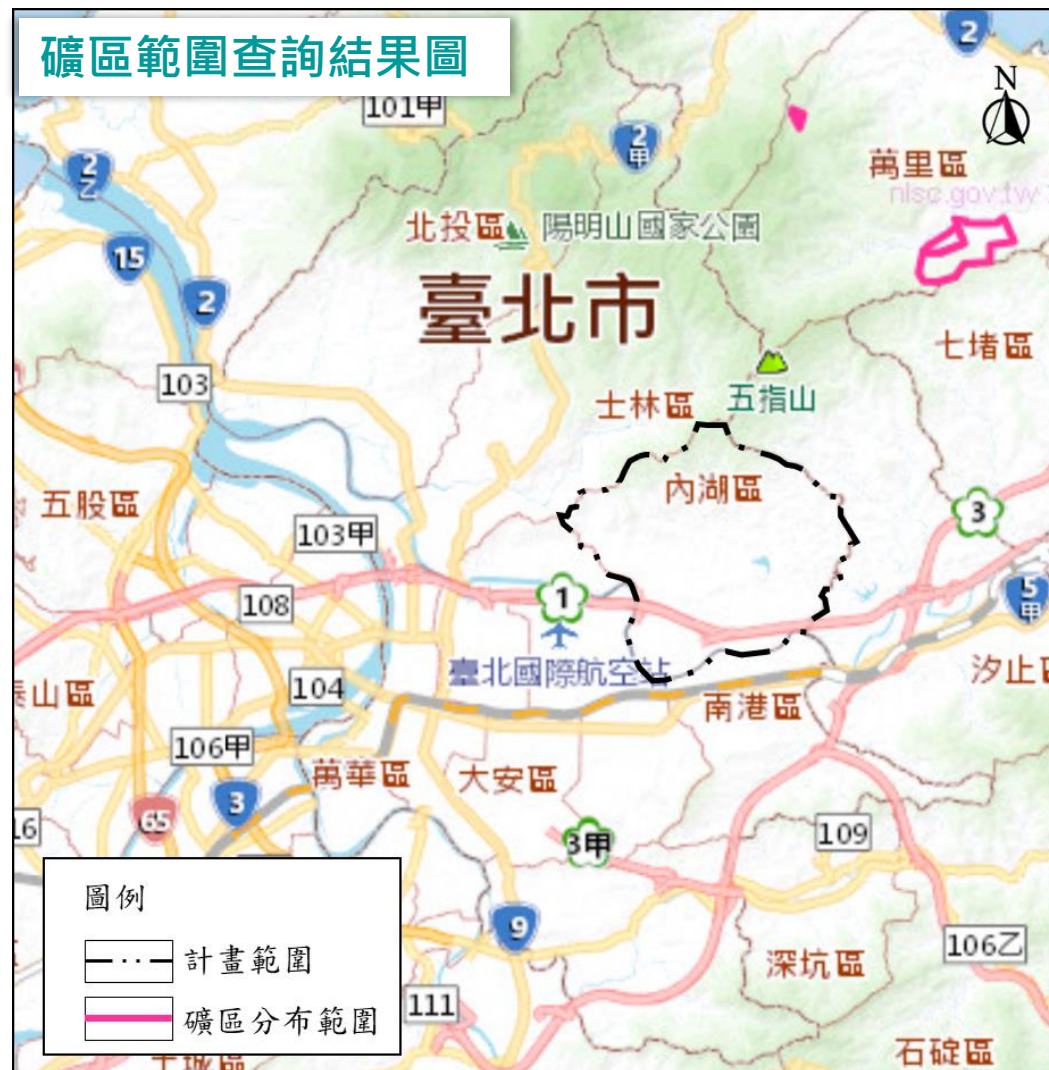 礦區範圍查詢結果圖
2
N
101甲
2甲
2乙
萬里區
nlsc.gov.tw
北投區
陽明山國家公園
15
2
臺北市
七堵區
103
士林區
五指山
內湖區
五股區
3
103甲
1
108
5甲
臺北國際航空站
汐止
104
泰山區
南港區
106甲
萬華區
大安區
3
65
16
3甲
109
圖例
9
計畫範圍
深坑區
106乙
111
礦區分布範圍
石碇區